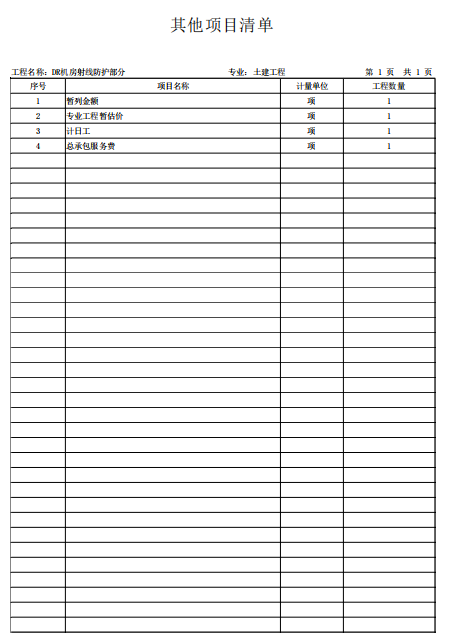 其他项目清单
工程名称：DR机房射线防护部分 专业：土建工程 第 1 页 共 1 页
序号 项目名称 计量单位 工程数量
1 暂列金额 项 1
2 专业工程暂估价 项 1
3 计日工 项 1
4 总承包服务费 项 1